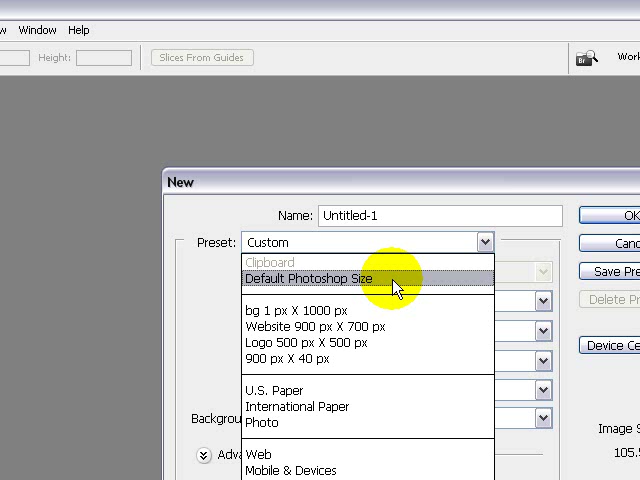 w Window Help
Height: Slices From Guides Br Work
New
Name: Untitled-1 OK
Preset: Custom Canc
Clipboard
Default Photoshop Size Save Pre
Delete Pr
bg 1 px X 1000 px
Website 900 px X 700 px
Logo 500 px X 500 px Device Ce
900 px X 40 px
U.S. Paper
International Paper
Backgrou
Photo Image S
Web 105.5
Adva
Mobile & Devices